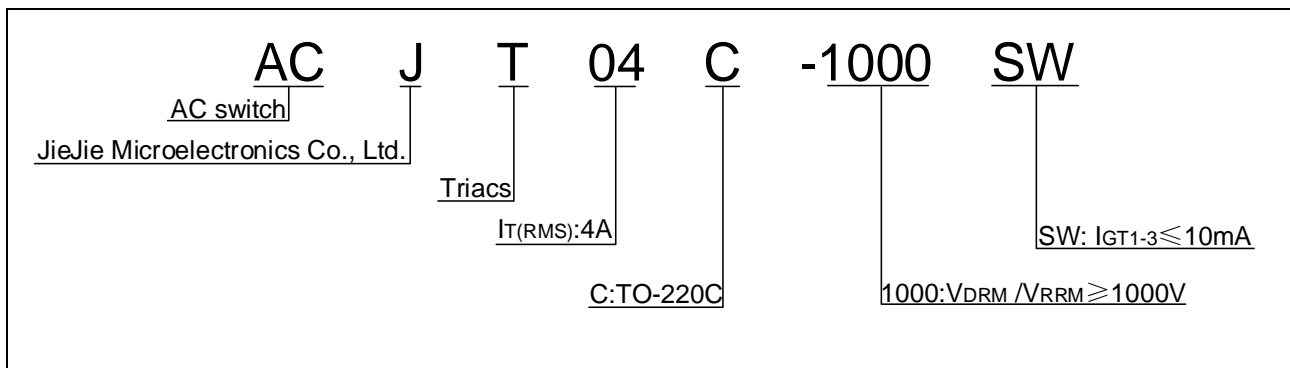 AC J T 04 C -1000 SW
AC switch
JieJie Microelectronics Co., Ltd.
Triacs
IT(RMS):4A
SW: IGT1-3≤10mA
C:TO-220C
1000:VDRM /VRRM≥1000V